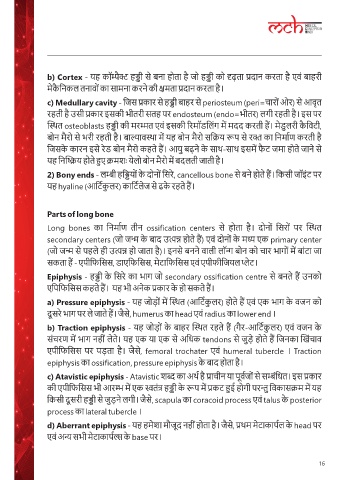 mch
b) Cortex - यह कॉम्पैक्ट हड्डी से बना होता है जो हड्डी को दृढ़ता प्रदान करता है एवं बाहरी
मेकैनिकल तनावों का सामना करने की क्षमता प्रदान करता है।
c) Medullary cavity - जिस प्रकार से हड्डी बाहर से periosteum (peri=चारों ओर) से आवृत
रहती है उसी प्रकार इसकी भीतरी सतह पर endosteum (endo=भीतर) लगी रहती है। इस पर
स्थित osteoblasts हड्डी की मरम्मत एवं इसकी रिमॉडलिंग में मदद करती हैं। मेडुलरी कैविटी,
बोन मैरो से भरी रहती है। बाल्यावस्था में यह बोन मैरो सक्रिय रूप से रक्त का निर्माण करती है
जिसके कारन इसे रेड बोन मैरो कहते हैं। आयु बढ़ने के साथ-साथ इसमें फैट जमा होते जाने से
यह निष्क्रिय होते हुए क्रमशः येलो बोन मैरो में बदलती जाती है।
2) Bony ends - लम्बी हड्डियों के दोनों सिरे, cancellous bone से बने होते हैं। किसी जॉइंट पर
यह hyaline (आर्टिकुलर) कार्टिलेज से ढके रहते हैं।
Parts of long bone
Long bones का निर्माण तीन ossification centers से होता है। दोनों सिरों पर स्थित
secondary centers (जो जन्म के बाद उत्पन्न होते हैं) एवं दोनों के मध्य एक primary center
(जो जन्म से पहले ही उत्पन्न हो जाता है)। इनसे बनने वाली लॉन्ग बोन को चार भागों में बांटा जा
सकता हैं - एपीफिसिस, डाएफिसिस, मेटाफिसिस एवं एपीफीजियल प्लेट।
Epiphysis - हड्डी के सिरे का भाग जो secondary ossification centre से बनते हैं उनको
एपिफिसिस कहते हैं। यह भी अनेक प्रकार के हो सकते हैं।
a) Pressure epiphysis - यह जोड़ों में स्थित (आर्टिकुलर) होते हैं एवं एक भाग के वजन को
दूसरे भाग पर ले जाते हैं। जैसे, humerus का head एवं radius का lower end।
b) Traction epiphysis - यह जोड़ों के बाहर स्थित रहते हैं (गैर-आर्टिकुलर) एवं वजन के
संचरण में भाग नहीं लेते। यह एक या एक से अधिक tendons से जुड़े होते हैं जिनका खिंचाव
एपीफिसिस पर पड़ता है। जैसे, femoral trochater एवं humeral tubercle । Traction
epiphysis का ossification, pressure epiphysis के बाद होता है।
c) Atavistic epiphysis - Atavistic शब्द का अर्थ है प्राचीन या पूर्वजों से सम्बंधित। इस प्रकार
की एपीफिसिस भी आरम्भ में एक स्वतंत्र हड्डी के रूप में प्रकट हुई होगी परन्तु विकासक्रम में यह
किसी दूसरी हड्डी से जुड़ने लगी। जैसे, scapula का coracoid process एवं talus के posterior
process का lateral tubercle ।
d) Aberrant epiphysis - यह हमेशा मौजूद नहीं होता है। जैसे, प्रथम मेटाकार्पल के head पर
एवं अन्य सभी मेटाकार्पल्स के base पर।
16